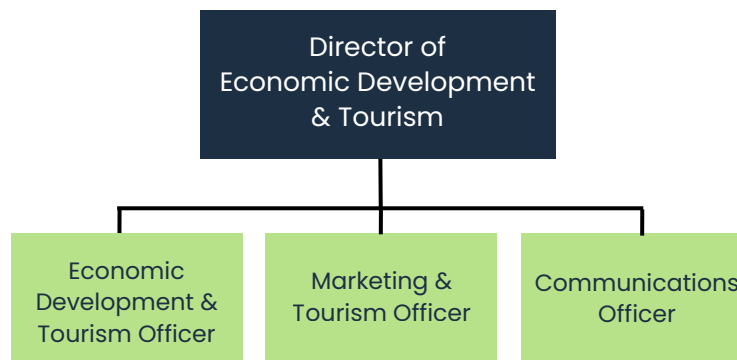 Director of
Economic Development
& Tourism
Economic
Development &
Tourism Officer
Marketing &
Tourism Officer
Communications
Officer